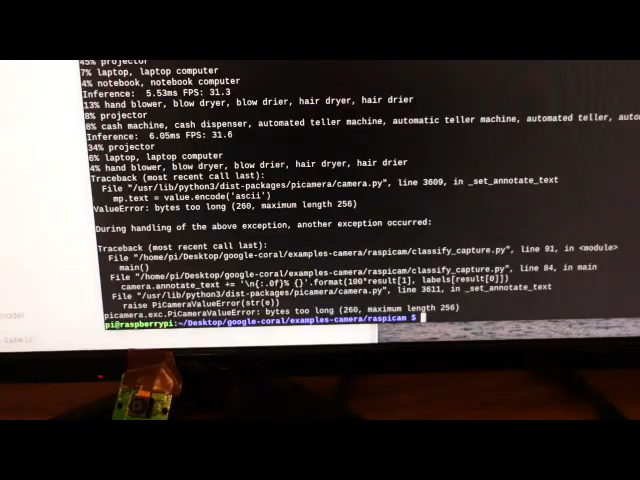 45% projector
7% laptop, laptop computer
4% notebook, notebook computer
Inference:  5.53ms FPS: 31.3
13% hand blower, blow dryer, blow drier, hair dryer, hair drier
8% projector
8% cash machine, cash dispenser, automated teller machine, automatic teller machine, automated teller, auto
Inference:  6.05ms FPS: 31.6
34% projector
6% laptop, laptop computer
4% hand blower, blow dryer, blow drier, hair dryer, hair drier
Traceback (most recent call last):
File "/usr/lib/python3/dist-packages/picamera/camera.py", line 3609, in _set_annotate_text
mp.text = value.encode('ascii')
ValueError: bytes too long (260, maximum length 256)
During handling of the above exception, another exception occurred:
Traceback (most recent call last):
File "/home/pi/Desktop/google-coral/examples-camera/raspicam/classify_capture.py", line 91, in <module>
main()
File "/home/pi/Desktop/google-coral/examples-camera/raspicam/classify_capture.py", line 84, in main
camera.annotate_text += '\n{:.0f}% {}'.format(100*result[1], labels[result[0]])
File "/usr/lib/python3/dist-packages/picamera/camera.py", line 3611, in _set_annotate_text
raise PiCameraValueError(str(e))
picamera.exc.PiCameraValueError: bytes too long (260, maximum length 256)
pi@raspberrypi:~/Desktop/google-coral/examples-camera/raspicam $
model
labels